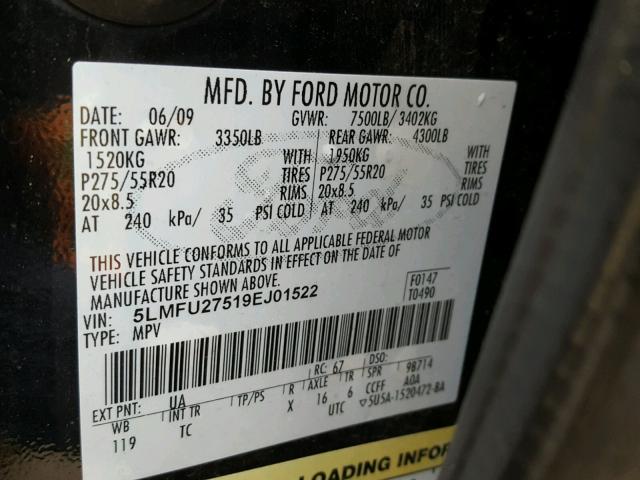 MFD. BY FORD MOTOR CO.
DATE: 06/09 GVWR: 7500LB/ 3402KG
FRONT GAWR: 3350LB REAR GAWR: 4300LB
1520KG WITH 1950KG WITH
P275/55R20 TIRES P275/55R20 TIRES
20x8.5 RIMS 20x8.5 RIMS
AT 240 kPa/ 35 PSI COLD AT 240 kPa/ 35 PSI COLD
THIS VEHICLE CONFORMS TO ALL APPLICABLE FEDERAL MOTOR
VEHICLE SAFETY STANDARDS IN EFFECT ON THE DATE OF
MANUFACTURE SHOWN ABOVE.
F0147
VIN: 5LMFU27519EJ01522 T0490
TYPE: MPV
RC: 67 DSO:
EXT PNT: UA AXLE TR SPR 98714
WB INT TR TP/PS R 16 6 CCFF AOA
119 TC X UTC ▽5U5A-1520472-BA
LOADING INFOR